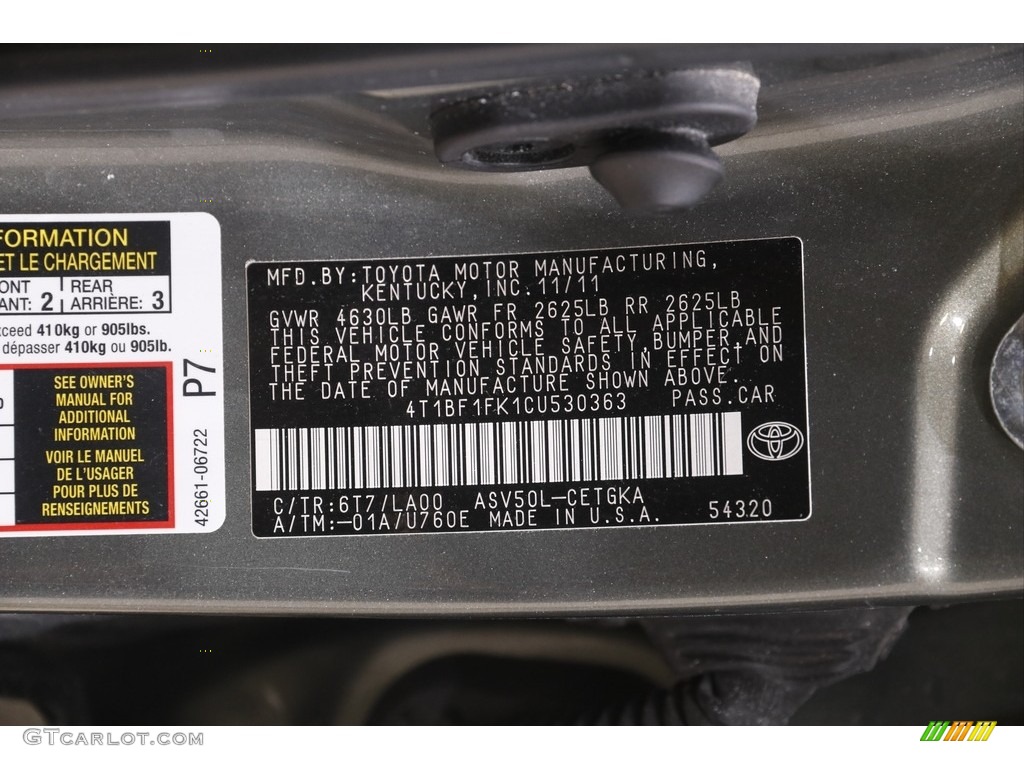 FORMATION
ET LE CHARGEMENT
ONT
ANT: 2
REAR
ARRIÈRE: 3
xceed 410kg or 905lbs.
dépasser 410kg ou 905lb.
SEE OWNER'S
MANUAL FOR
ADDITIONAL
INFORMATION
VOIR LE MANUEL
DE L'USAGER
POUR PLUS DE
RENSEIGNEMENTS
P7
42661-06722
MFD.BY:TOYOTA MOTOR MANUFACTURING,
KENTUCKY,INC.11/11
GVWR 4630LB GAWR FR 2625LB RR 2625LB
THIS VEHICLE CONFORMS TO ALL APPLICABLE
FEDERAL MOTOR VEHICLE SAFETY,BUMPER,AND
THEFT PREVENTION STANDARDS IN EFFECT ON
THE DATE OF MANUFACTURE SHOWN ABOVE.
4T1BF1FK1CU530363 PASS.CAR
C/TR:6T7/LA00 ASV50L-CETGKA
A/TM:-01A/U760E MADE IN U.S.A. 54320
GTCarlot.com